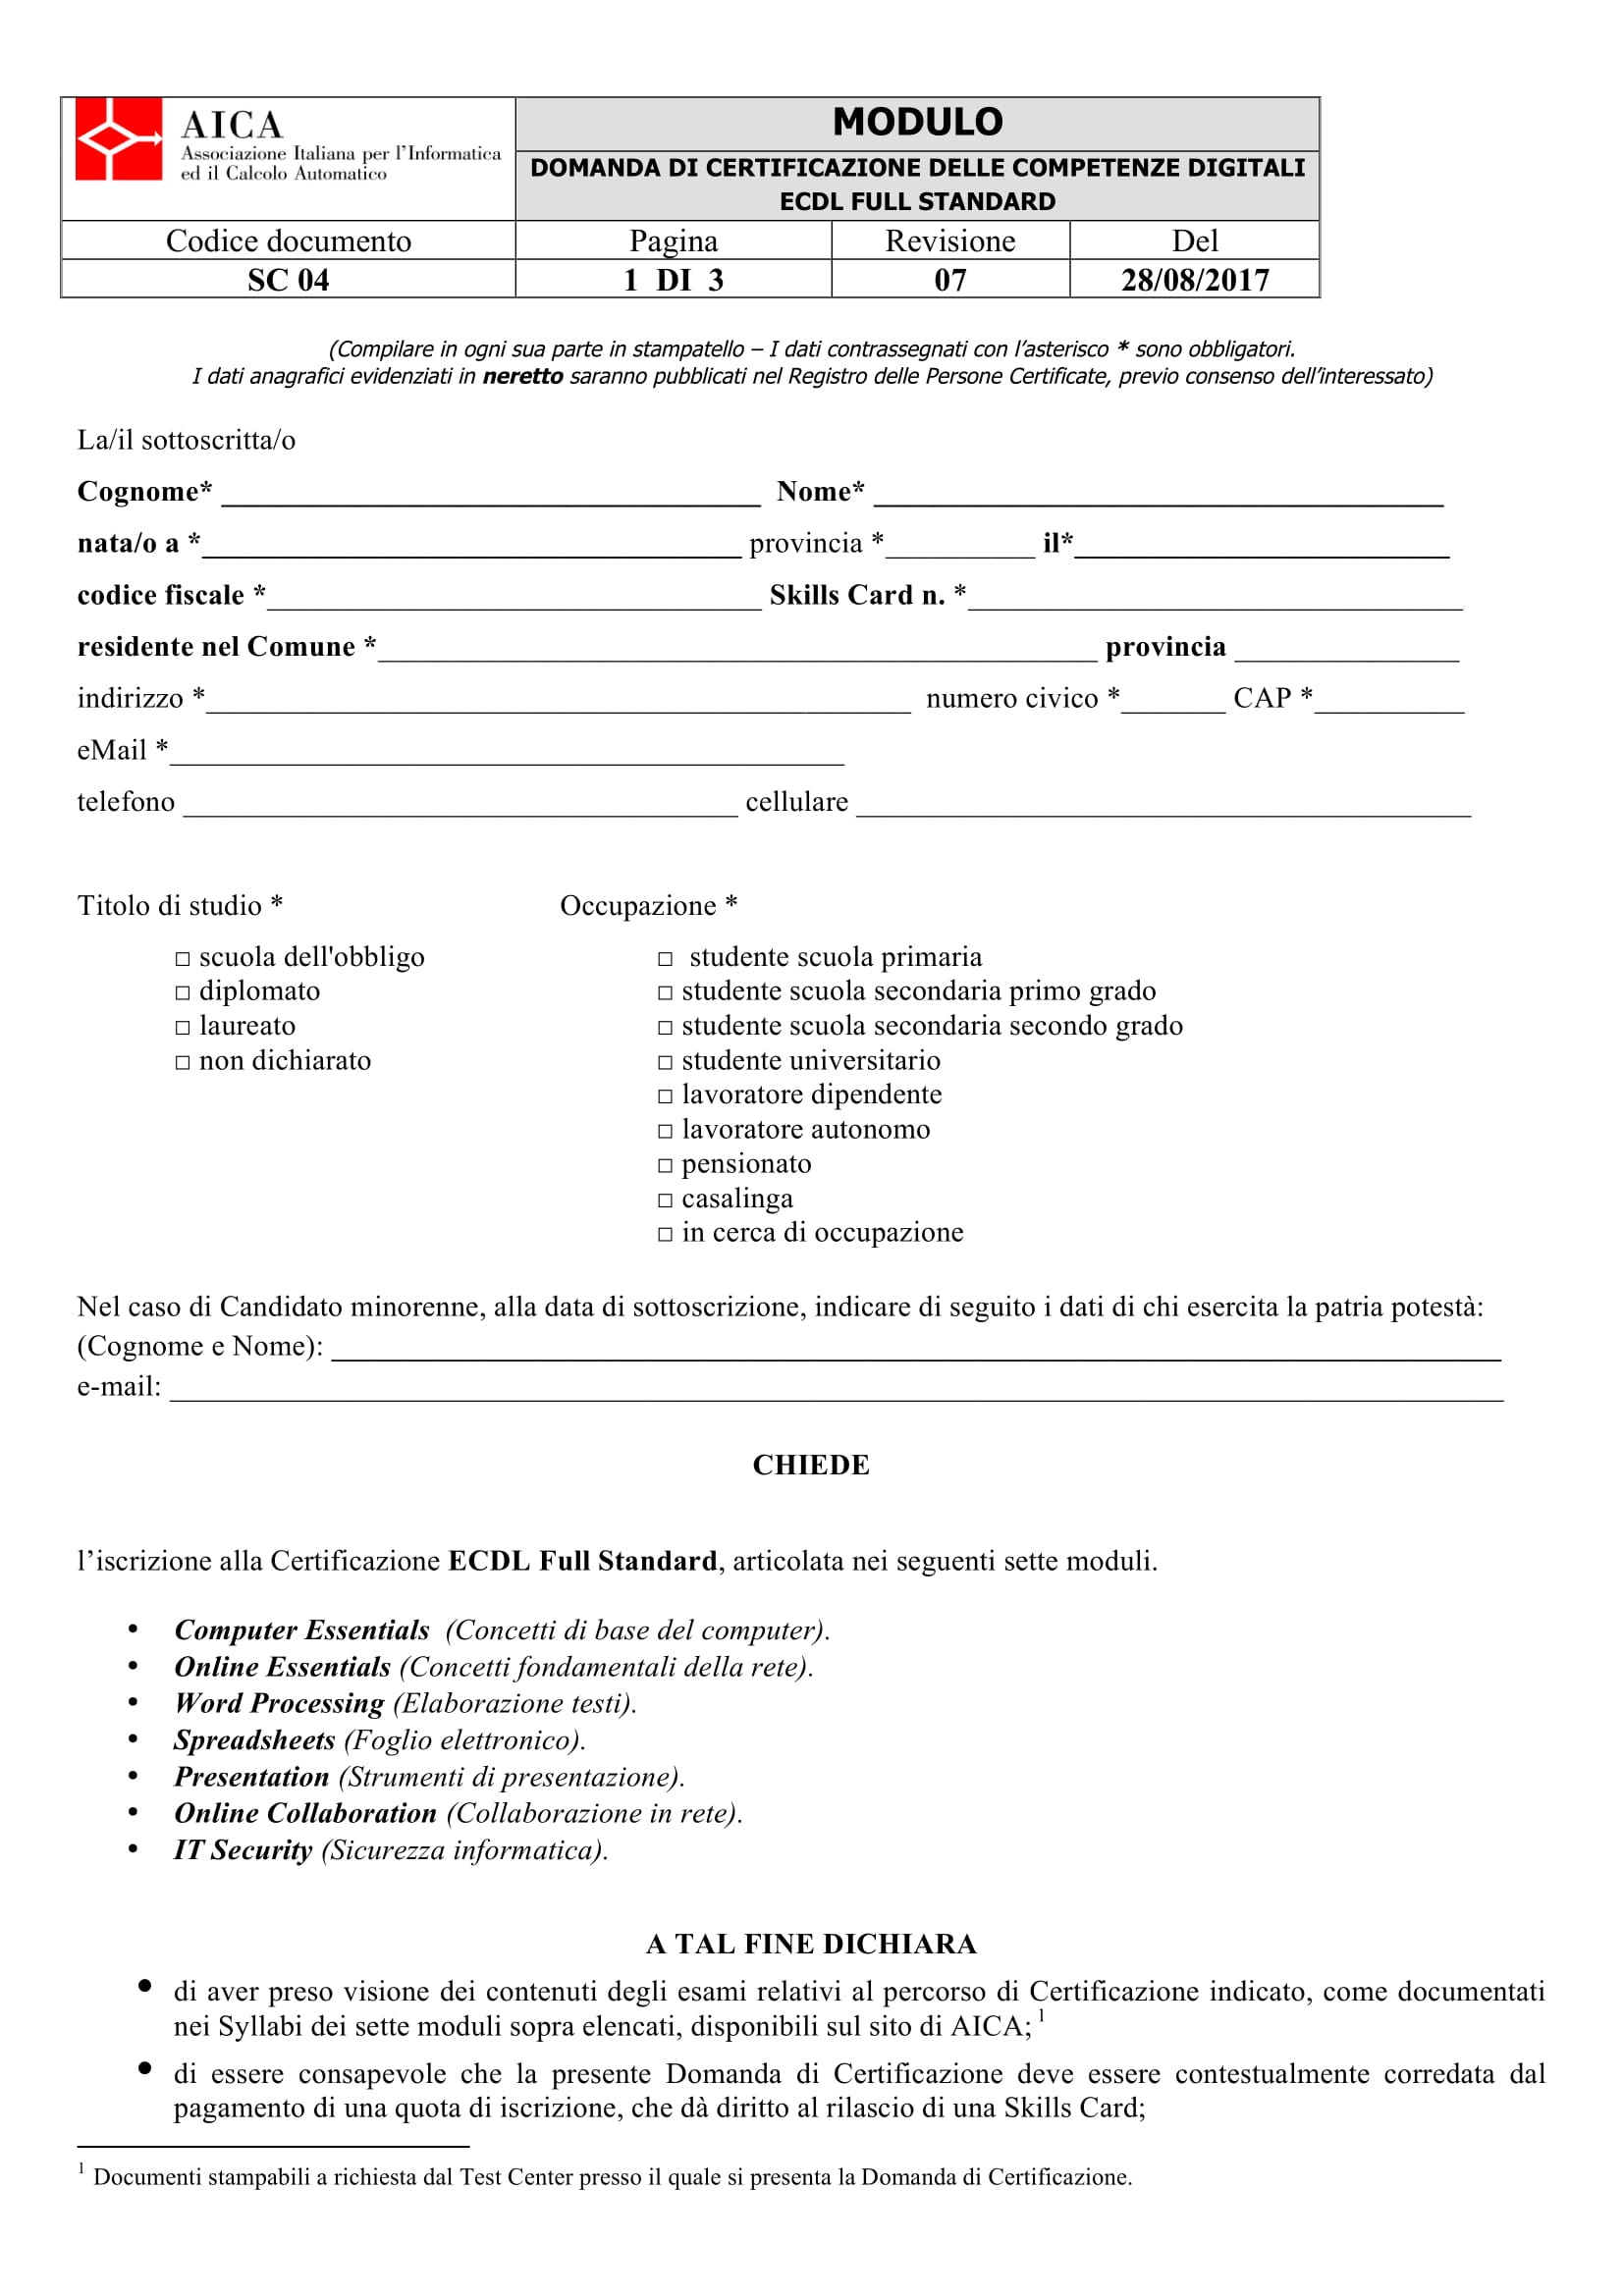 AICA
Associazione Italiana per l'Informatica
ed il Calcolo Automatico
MODULO
DOMANDA DI CERTIFICAZIONE DELLE COMPETENZE DIGITALI
ECDL FULL STANDARD
Codice documento Pagina Revisione Del
SC 04 1 DI 3 07 28/08/2017
(Compilare in ogni sua parte in stampatello – I dati contrassegnati con l'asterisco * sono obbligatori.
I dati anagrafici evidenziati in neretto saranno pubblicati nel Registro delle Persone Certificate, previo consenso dell'interessato)
La/il sottoscritta/o
Cognome* ____________________________________ Nome* ______________________________________
nata/o a *____________________________________ provincia *__________ il*_________________________
codice fiscale *_________________________________ Skills Card n. *_________________________________
residente nel Comune *________________________________________________ provincia _______________
indirizzo *_______________________________________________ numero civico *_______ CAP *__________
eMail *_____________________________________________
telefono _____________________________________ cellulare _________________________________________
Titolo di studio * Occupazione *
□ scuola dell'obbligo □ studente scuola primaria
□ diplomato □ studente scuola secondaria primo grado
□ laureato □ studente scuola secondaria secondo grado
□ non dichiarato □ studente universitario
□ lavoratore dipendente
□ lavoratore autonomo
□ pensionato
□ casalinga
□ in cerca di occupazione
Nel caso di Candidato minorenne, alla data di sottoscrizione, indicare di seguito i dati di chi esercita la patria potestà:
(Cognome e Nome): ______________________________________________________________________________
e-mail: _________________________________________________________________________________________
CHIEDE
l'iscrizione alla Certificazione ECDL Full Standard, articolata nei seguenti sette moduli.
• Computer Essentials (Concetti di base del computer).
• Online Essentials (Concetti fondamentali della rete).
• Word Processing (Elaborazione testi).
• Spreadsheets (Foglio elettronico).
• Presentation (Strumenti di presentazione).
• Online Collaboration (Collaborazione in rete).
• IT Security (Sicurezza informatica).
A TAL FINE DICHIARA
• di aver preso visione dei contenuti degli esami relativi al percorso di Certificazione indicato, come documentati
nei Syllabi dei sette moduli sopra elencati, disponibili sul sito di AICA; 1
• di essere consapevole che la presente Domanda di Certificazione deve essere contestualmente corredata dal
pagamento di una quota di iscrizione, che dà diritto al rilascio di una Skills Card;
1 Documenti stampabili a richiesta dal Test Center presso il quale si presenta la Domanda di Certificazione.